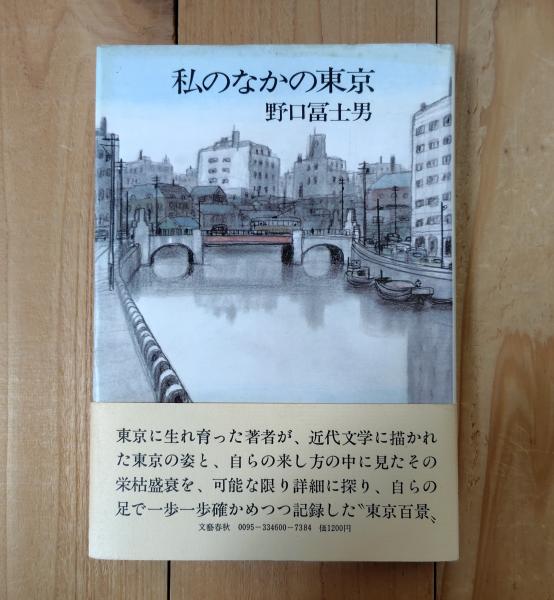 私のなかの東京
野口冨士男
東京に生れ育った著者が、近代文学に描かれ
た東京の姿と、自らの来し方の中に見たその
栄枯盛衰を、可能な限り詳細に探り、自らの
足で一歩一歩確かめつつ記録した〝東京百景〟
文藝春秋 0095-334600-7384 価1200円